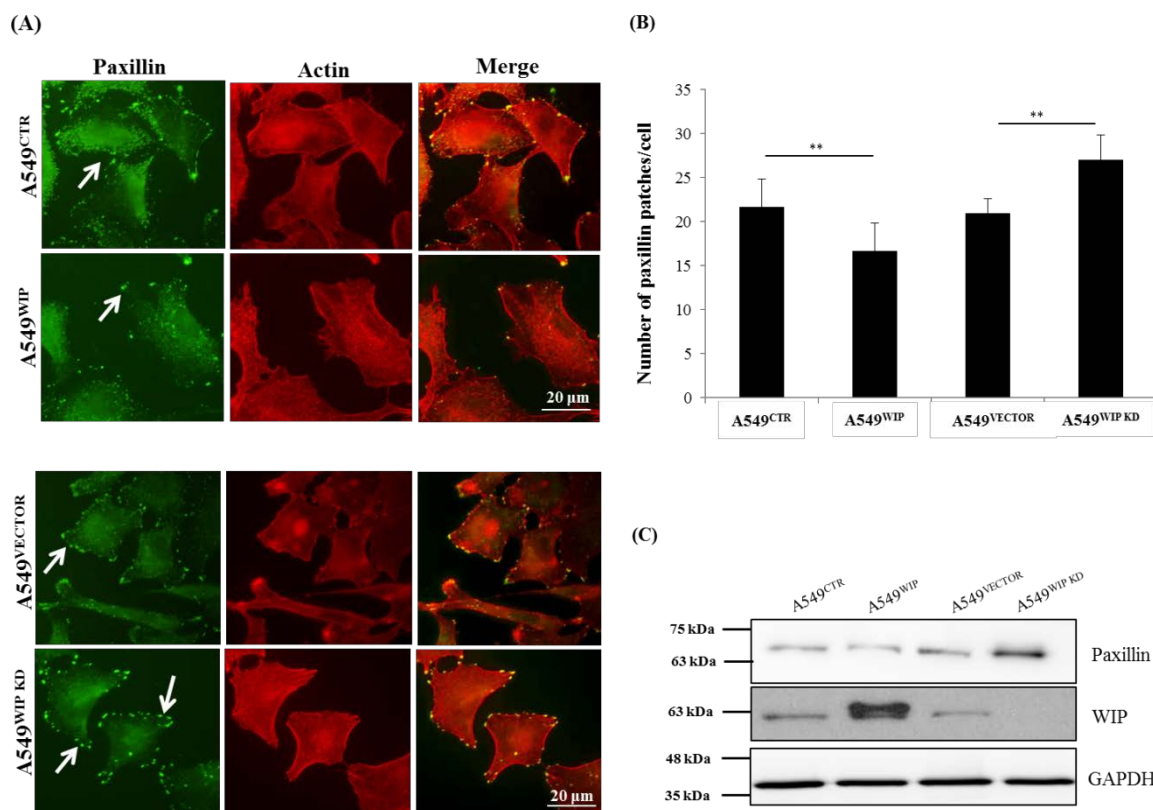 (A)
Paxillin Actin Merge
A549CTR
A549WIP
20 µm
A549VECTOR
A549WIP KD
20 µm
(B)
Number of paxillin patches/cell
35
30
25
20
15
10
5
0
** **
A549CTR A549WIP A549VECTOR A549WIP KD
(C)
A549CTR A549WIP A549VECTOR A549WIP KD
75 kDa
63 kDa
Paxillin
63 kDa
WIP
48 kDa
35 kDa
GAPDH